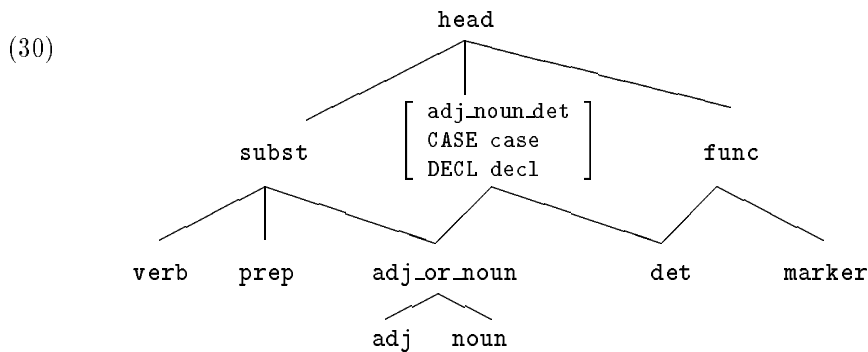 head
(30)
adj_noun_det
CASE case
DECL decl
subst
func
verb prep adj_or_noun det marker
adj noun